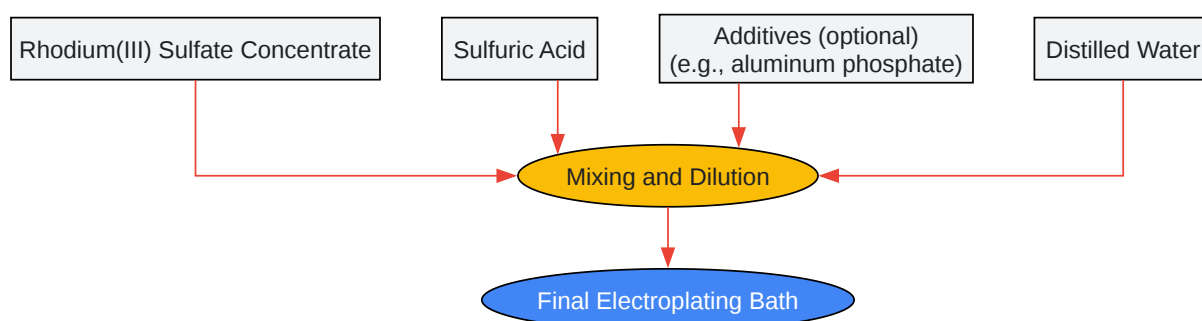 Rhodium(III) Sulfate Concentrate
Sulfuric Acid
Additives (optional)
(e.g., aluminum phosphate)
Distilled Water
Mixing and Dilution
Final Electroplating Bath